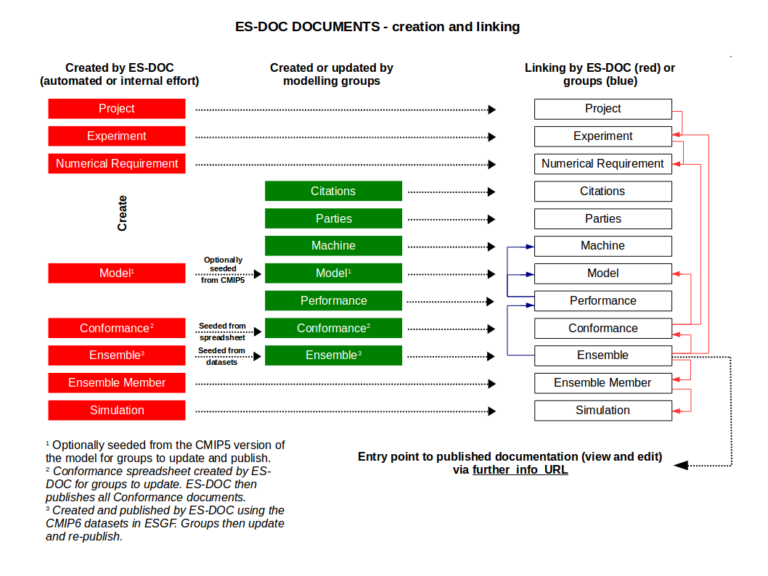 ES-DOC DOCUMENTS - creation and linking
Created by ES-DOC
(automated or internal effort)
Created or updated by
modelling groups
Linking by ES-DOC (red) or
groups (blue)
Project
Project
Experiment
Experiment
Numerical Requirement
Numerical Requirement
Create
Citations
Citations
Parties
Parties
Machine
Machine
Model¹
Optionally
seeded
from CMIP5
Model¹
Model
Performance
Performance
Conformance²
Seeded from
spreadsheet
Conformance²
Conformance
Ensemble³
Seeded from
datasets
Ensemble³
Ensemble
Ensemble Member
Ensemble Member
Simulation
Simulation
¹ Optionally seeded from the CMIP5 version of
the model for groups to update and publish.
² Conformance spreadsheet created by ES-
DOC for groups to update. ES-DOC then
publishes all Conformance documents.
³ Created and published by ES-DOC using the
CMIP6 datasets in ESGF. Groups then update
and re-publish.
Entry point to published documentation (view and edit)
via further_info_URL